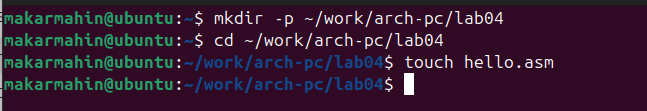 makarmahin@ubuntu:~$ mkdir -p ~/work/arch-pc/lab04
makarmahin@ubuntu:~$ cd ~/work/arch-pc/lab04
makarmahin@ubuntu:~/work/arch-pc/lab04$ touch hello.asm
makarmahin@ubuntu:~/work/arch-pc/lab04$